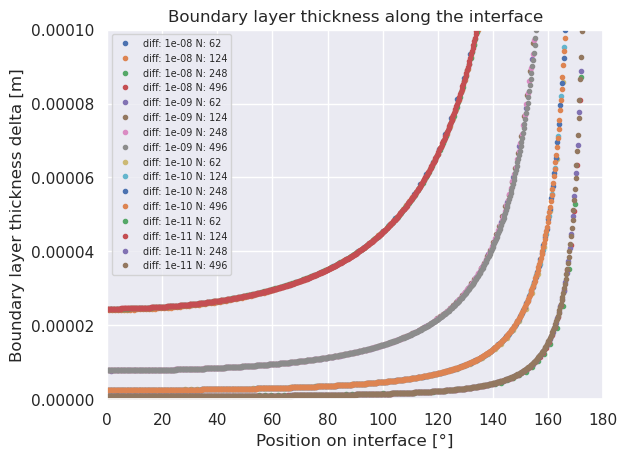 Boundary layer thickness along the interface
Boundary layer thickness delta [m]
0.00010
0.00008
0.00006
0.00004
0.00002
0.00000
diff: 1e-08 N: 62
diff: 1e-08 N: 124
diff: 1e-08 N: 248
diff: 1e-08 N: 496
diff: 1e-09 N: 62
diff: 1e-09 N: 124
diff: 1e-09 N: 248
diff: 1e-09 N: 496
diff: 1e-10 N: 62
diff: 1e-10 N: 124
diff: 1e-10 N: 248
diff: 1e-10 N: 496
diff: 1e-11 N: 62
diff: 1e-11 N: 124
diff: 1e-11 N: 248
diff: 1e-11 N: 496
0 20 40 60 80 100 120 140 160 180
Position on interface [°]